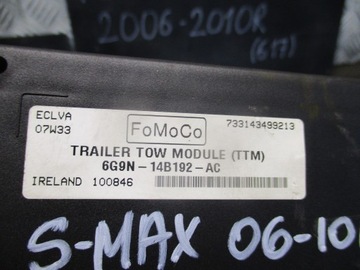 2006-2010R
(617)
ECLVA
07W33
FoMoCo
733143499213
TRAILER TOW MODULE (TTM)
6G9N-14B192-AC
IRELAND 100846
S-MAX 06-10